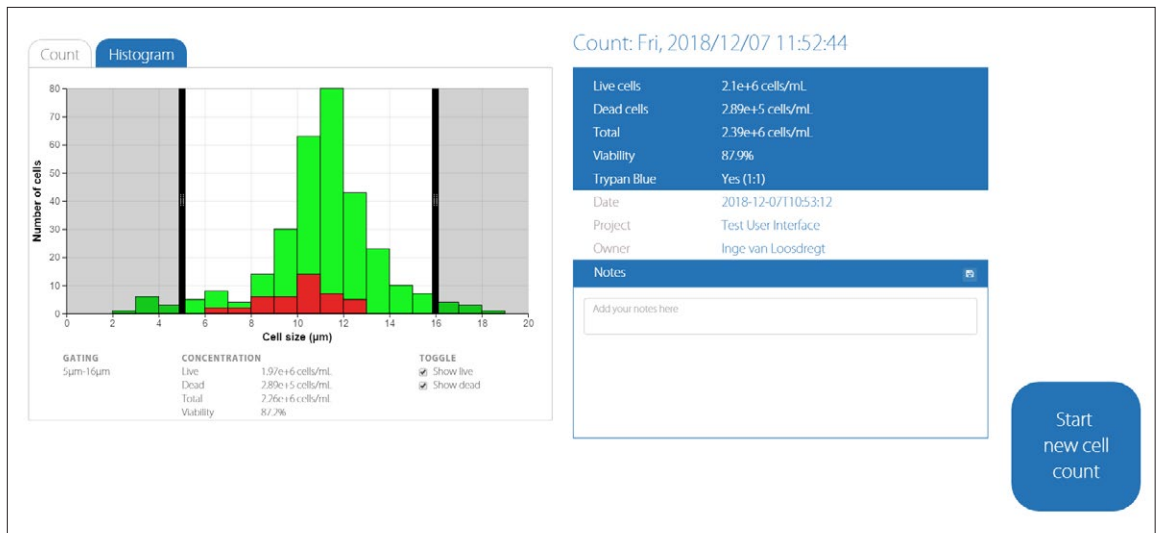 Count
Histogram
80
70
60
50
40
30
20
10
0
Number of cells
0 2 4 6 8 10 12 14 16 18 20
Cell size (µm)
GATING
5µm-16µm
CONCENTRATION
Live 1.97e+6 cells/mL
Dead 2.89e+5 cells/mL
Total 2.26e+6 cells/mL
Viability 87.2%
TOGGLE
Show live
Show dead
Count: Fri, 2018/12/07 11:52:44
Live cells 2.1e+6 cells/mL
Dead cells 2.89e+5 cells/mL
Total 2.39e+6 cells/mL
Viability 87.9%
Trypan Blue Yes (1:1)
Date 2018-12-07T10:53:12
Project Test User Interface
Owner Inge van Loosdregt
Notes
Add your notes here
Start
new cell
count